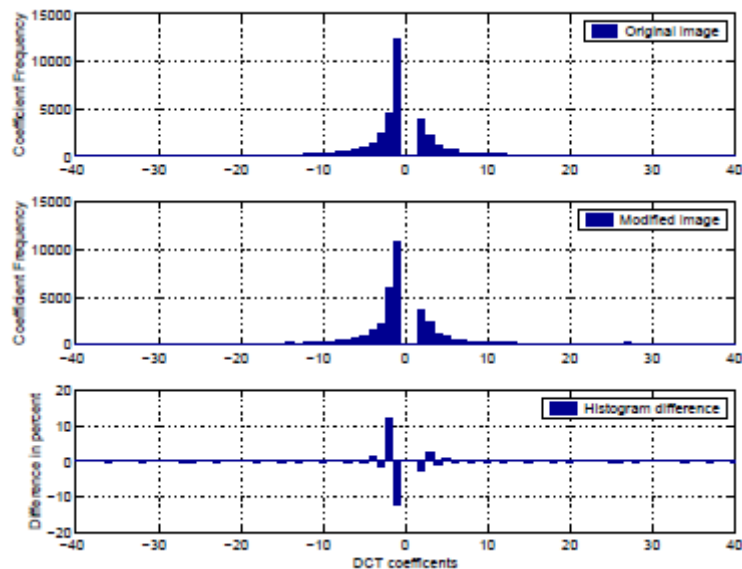 15000
10000
5000
0
Coefficient Frequency
Original image
−40 −30 −20 −10 0 10 20 30 40
15000
10000
5000
0
Coefficient Frequency
Modified image
−40 −30 −20 −10 0 10 20 30 40
20
10
0
−10
−20
Difference in percent
Histogram difference
−40 −30 −20 −10 0 10 20 30 40
DCT coefficents